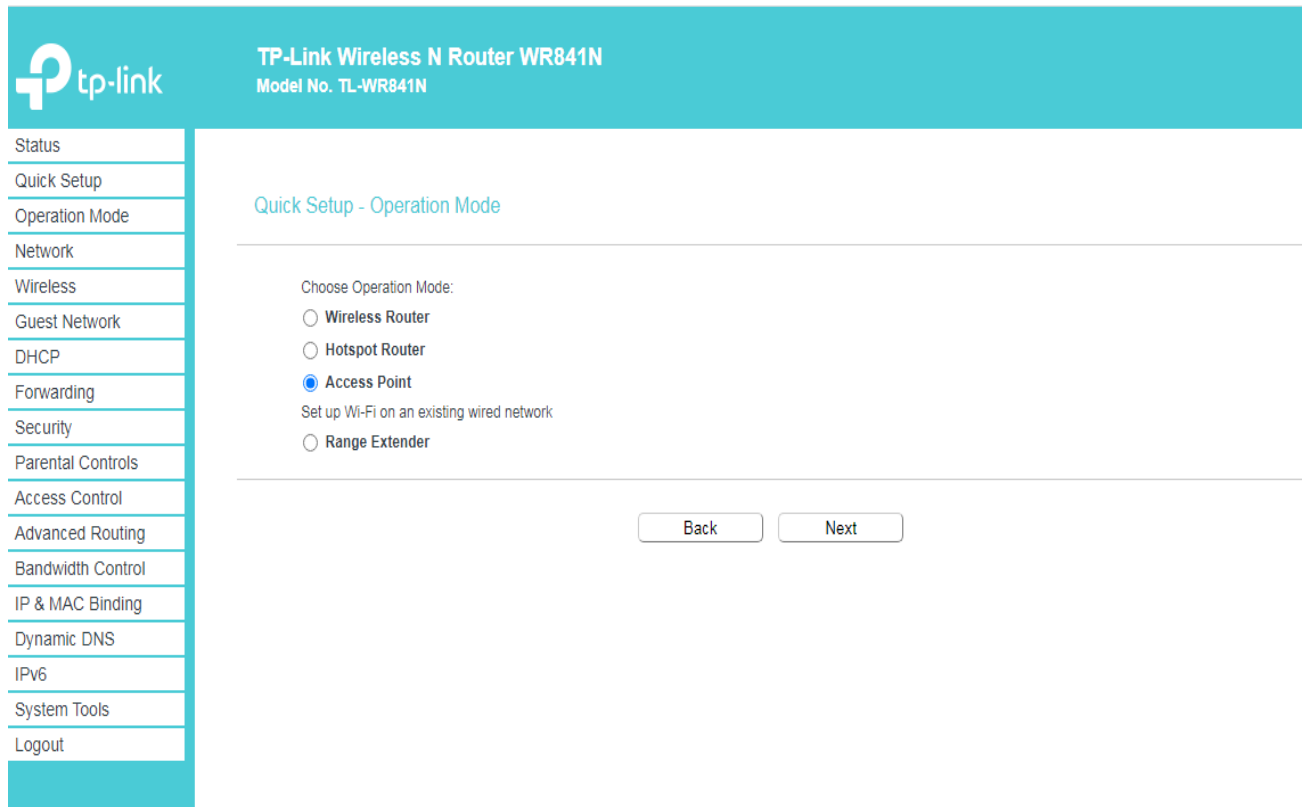 tp-link
TP-Link Wireless N Router WR841N
Model No. TL-WR841N
Status
Quick Setup
Operation Mode
Network
Wireless
Guest Network
DHCP
Forwarding
Security
Parental Controls
Access Control
Advanced Routing
Bandwidth Control
IP & MAC Binding
Dynamic DNS
IPv6
System Tools
Logout
Quick Setup - Operation Mode
Choose Operation Mode:
Wireless Router
Hotspot Router
Access Point
Set up Wi-Fi on an existing wired network
Range Extender
Back
Next